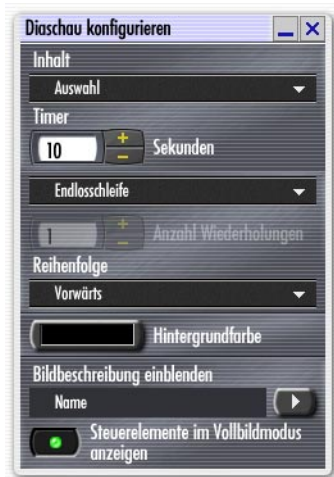 Diaschau konfigurieren
Inhalt
Auswahl
Timer
10 Sekunden
Endlosschleife
1 Anzahl Wiederholungen
Reihenfolge
Vorwärts
Hintergrundfarbe
Bildbeschreibung einblenden
Name
Steuerelemente im Vollbildmodus
anzeigen